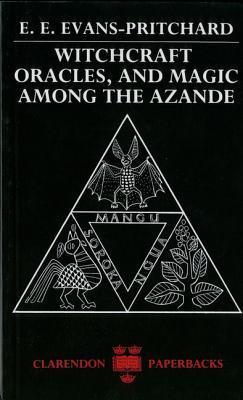 E. E. EVANS-PRITCHARD
WITCHCRAFT
ORACLES, AND MAGIC
AMONG THE AZANDE
MANGU
SOROKA
NGUA
CLARENDON PAPERBACKS